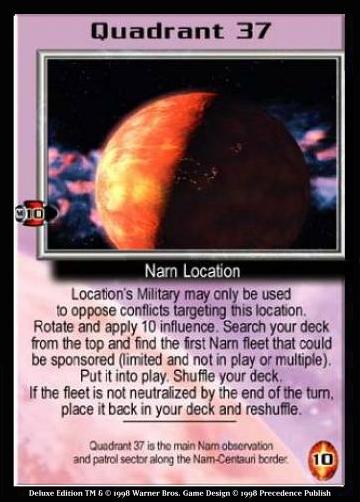 Quadrant 37
M 10
Narn Location
Location's Military may only be used
to oppose conflicts targeting this location.
Rotate and apply 10 influence. Search your deck
from the top and find the first Narn fleet that could
be sponsored (limited and not in play or multiple).
Put it into play. Shuffle your deck.
If the fleet is not neutralized by the end of the turn,
place it back in your deck and reshuffle.
Quadrant 37 is the main Narn observation
and patrol sector along the Narn-Centauri border.
10
Deluxe Edition TM & © 1998 Warner Bros. Game Design © 1998 Precedence Publish